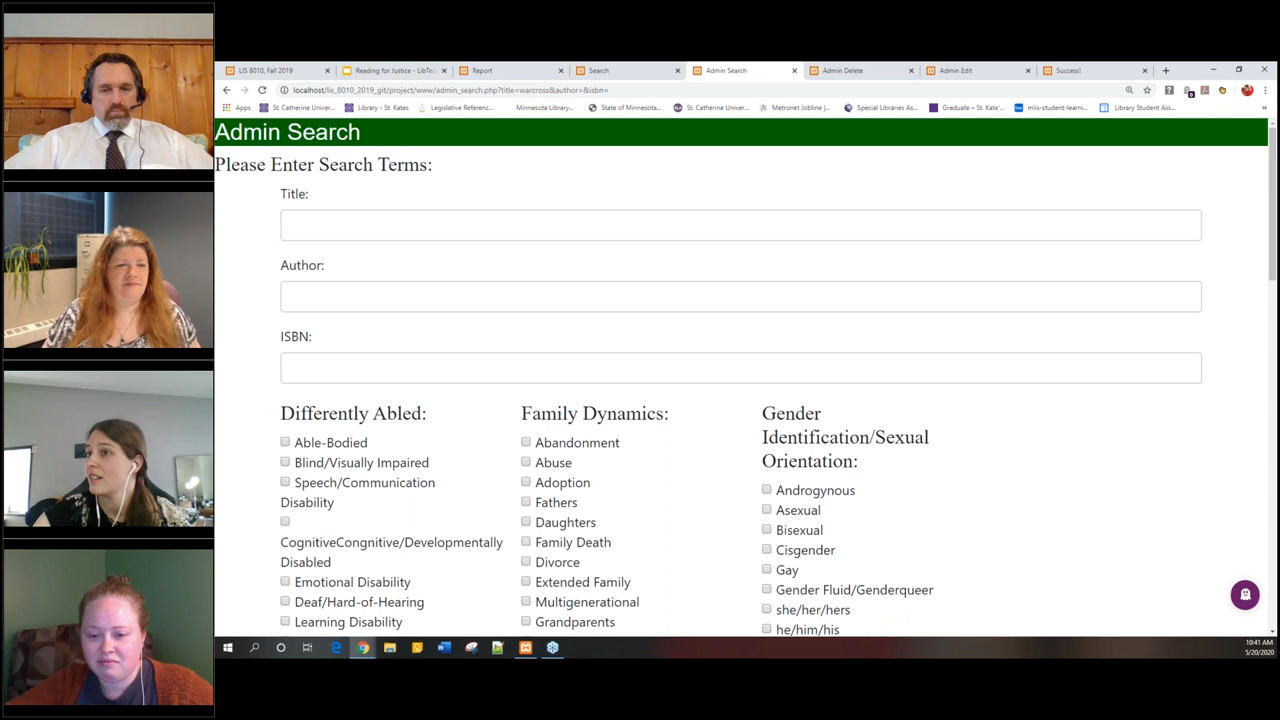 LIS 8010, Fall 2019
Reading for Justice - LibTec
Report
Search
Admin Search
Admin Delete
Admin Edit
Success!
localhost/lis_8010_2019_git/project/www/admin_search.php?title=warcross&author=&isbn=
Apps
St. Catherine Univer...
Library - St. Kates
Legislative Referenc...
Minnesota Library...
State of Minnesota...
St. Catherine Univer...
Metronet Jobline |...
Special Libraries As...
Graduate – St. Kate'...
mlis-student-learni...
Library Student Ass...
Admin Search
Please Enter Search Terms:
Title:
Author:
ISBN:
Differently Abled:
Able-Bodied
Blind/Visually Impaired
Speech/Communication
Disability
CognitiveCongnitive/Developmentally
Disabled
Emotional Disability
Deaf/Hard-of-Hearing
Learning Disability
Family Dynamics:
Abandonment
Abuse
Adoption
Fathers
Daughters
Family Death
Divorce
Extended Family
Multigenerational
Grandparents
Gender
Identification/Sexual
Orientation:
Androgynous
Asexual
Bisexual
Cisgender
Gay
Gender Fluid/Genderqueer
she/her/hers
he/him/his
10:41 AM
5/20/2020